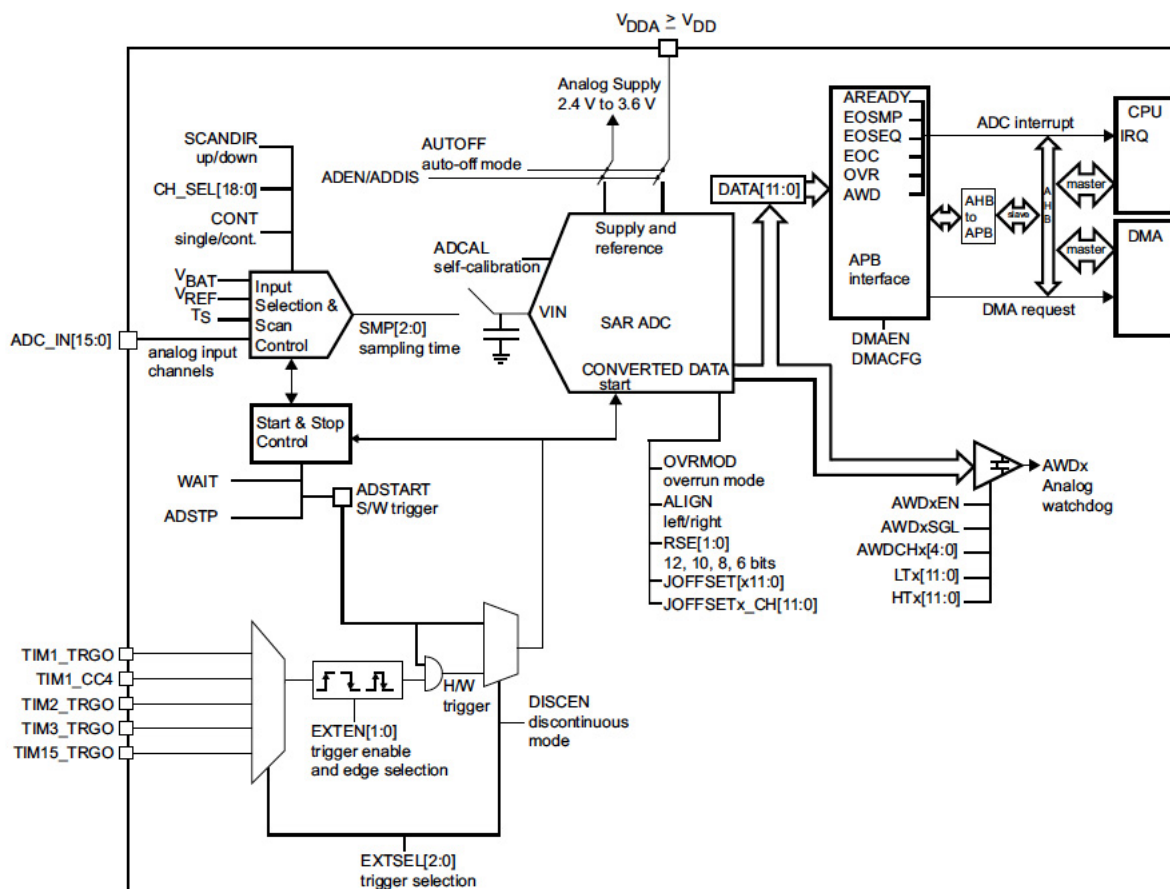 VDDA ≥ VDD
Analog Supply
2.4 V to 3.6 V
SCANDIR
up/down
CH_SEL[18:0]
CONT
single/cont.
AUTOFF
auto-off mode
ADEN/ADDIS
ADCAL
self-calibration
Supply and
reference
VIN
SAR ADC
CONVERTED DATA
start
DATA[11:0]
AREADY
EOSMP
EOSEQ
EOC
OVR
AWD
APB
interface
ADC interrupt
CPU
IRQ
master
AHB
to
APB
slave
A
H
B
DMA
master
DMA request
DMAEN
DMACFG
VBAT
VREF
TS
Input
Selection &
Scan
Control
ADC_IN[15:0]
analog input
channels
SMP[2:0]
sampling time
Start & Stop
Control
WAIT
ADSTP
ADSTART
S/W trigger
OVRMOD
overrun mode
ALIGN
left/right
RSE[1:0]
12, 10, 8, 6 bits
JOFFSET[x11:0]
JOFFSETx_CH[11:0]
AWDx
Analog
watchdog
AWDxEN
AWDxSGL
AWDCHx[4:0]
LTx[11:0]
HTx[11:0]
TIM1_TRGO
TIM1_CC4
TIM2_TRGO
TIM3_TRGO
TIM15_TRGO
H/W
trigger
EXTEN[1:0]
trigger enable
and edge selection
DISCEN
discontinuous
mode
EXTSEL[2:0]
trigger selection